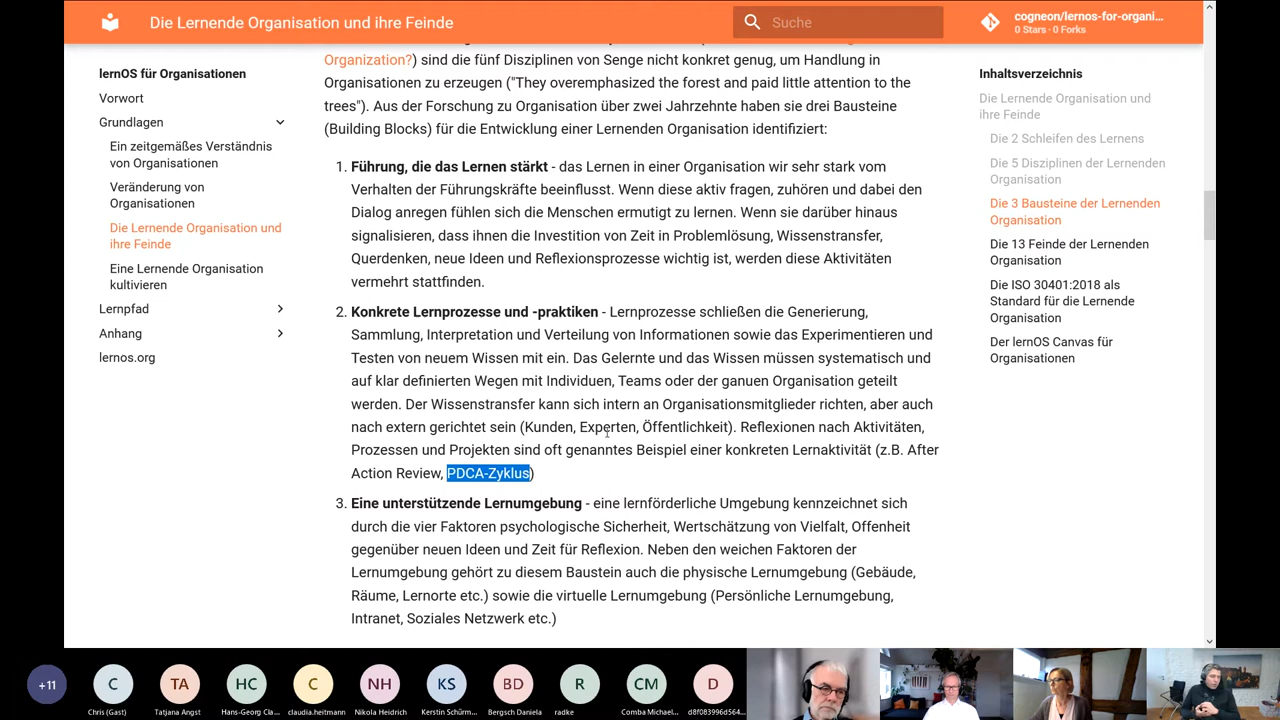 Die Lernende Organisation und ihre Feinde
Suche
cogneon/lernos-for-organi...
0 Stars · 0 Forks
lernOS für Organisationen
Vorwort
Grundlagen
Ein zeitgemäßes Verständnis
von Organisationen
Veränderung von
Organisationen
Die Lernende Organisation und
ihre Feinde
Eine Lernende Organisation
kultivieren
Lernpfad
Anhang
lernos.org
Organization?) sind die fünf Disziplinen von Senge nicht konkret genug, um Handlung in
Organisationen zu erzeugen ("They overemphasized the forest and paid little attention to the
trees"). Aus der Forschung zu Organisation über zwei Jahrzehnte haben sie drei Bausteine
(Building Blocks) für die Entwicklung einer Lernenden Organisation identifiziert:
1. Führung, die das Lernen stärkt - das Lernen in einer Organisation wir sehr stark vom
Verhalten der Führungskräfte beeinflusst. Wenn diese aktiv fragen, zuhören und dabei den
Dialog anregen fühlen sich die Menschen ermutigt zu lernen. Wenn sie darüber hinaus
signalisieren, dass ihnen die Investition von Zeit in Problemlösung, Wissenstransfer,
Querdenken, neue Ideen und Reflexionsprozesse wichtig ist, werden diese Aktivitäten
vermehrt stattfinden.
2. Konkrete Lernprozesse und -praktiken - Lernprozesse schließen die Generierung,
Sammlung, Interpretation und Verteilung von Informationen sowie das Experimentieren und
Testen von neuem Wissen mit ein. Das Gelernte und das Wissen müssen systematisch und
auf klar definierten Wegen mit Individuen, Teams oder der ganuen Organisation geteilt
werden. Der Wissenstransfer kann sich intern an Organisationsmitglieder richten, aber auch
nach extern gerichtet sein (Kunden, Experten, Öffentlichkeit). Reflexionen nach Aktivitäten,
Prozessen und Projekten sind oft genanntes Beispiel einer konkreten Lernaktivität (z.B. After
Action Review, PDCA-Zyklus)
3. Eine unterstützende Lernumgebung - eine lernförderliche Umgebung kennzeichnet sich
durch die vier Faktoren psychologische Sicherheit, Wertschätzung von Vielfalt, Offenheit
gegenüber neuen Ideen und Zeit für Reflexion. Neben den weichen Faktoren der
Lernumgebung gehört zu diesem Baustein auch die physische Lernumgebung (Gebäude,
Räume, Lernorte etc.) sowie die virtuelle Lernumgebung (Persönliche Lernumgebung,
Intranet, Soziales Netzwerk etc.)
Inhaltsverzeichnis
Die Lernende Organisation und
ihre Feinde
Die 2 Schleifen des Lernens
Die 5 Disziplinen der Lernenden
Organisation
Die 3 Bausteine der Lernenden
Organisation
Die 13 Feinde der Lernenden
Organisation
Die ISO 30401:2018 als
Standard für die Lernende
Organisation
Der lernOS Canvas für
Organisationen
+11
C
TA
HC
C
NH
KS
BD
R
CM
D
Chris (Gast)
Tatjana Angst
Hans-Georg Cla...
claudia.heitmann
Nikola Heidrich
Kerstin Schürm...
Bergsch Daniela
radke
Comba Michael...
d8f083996d564...